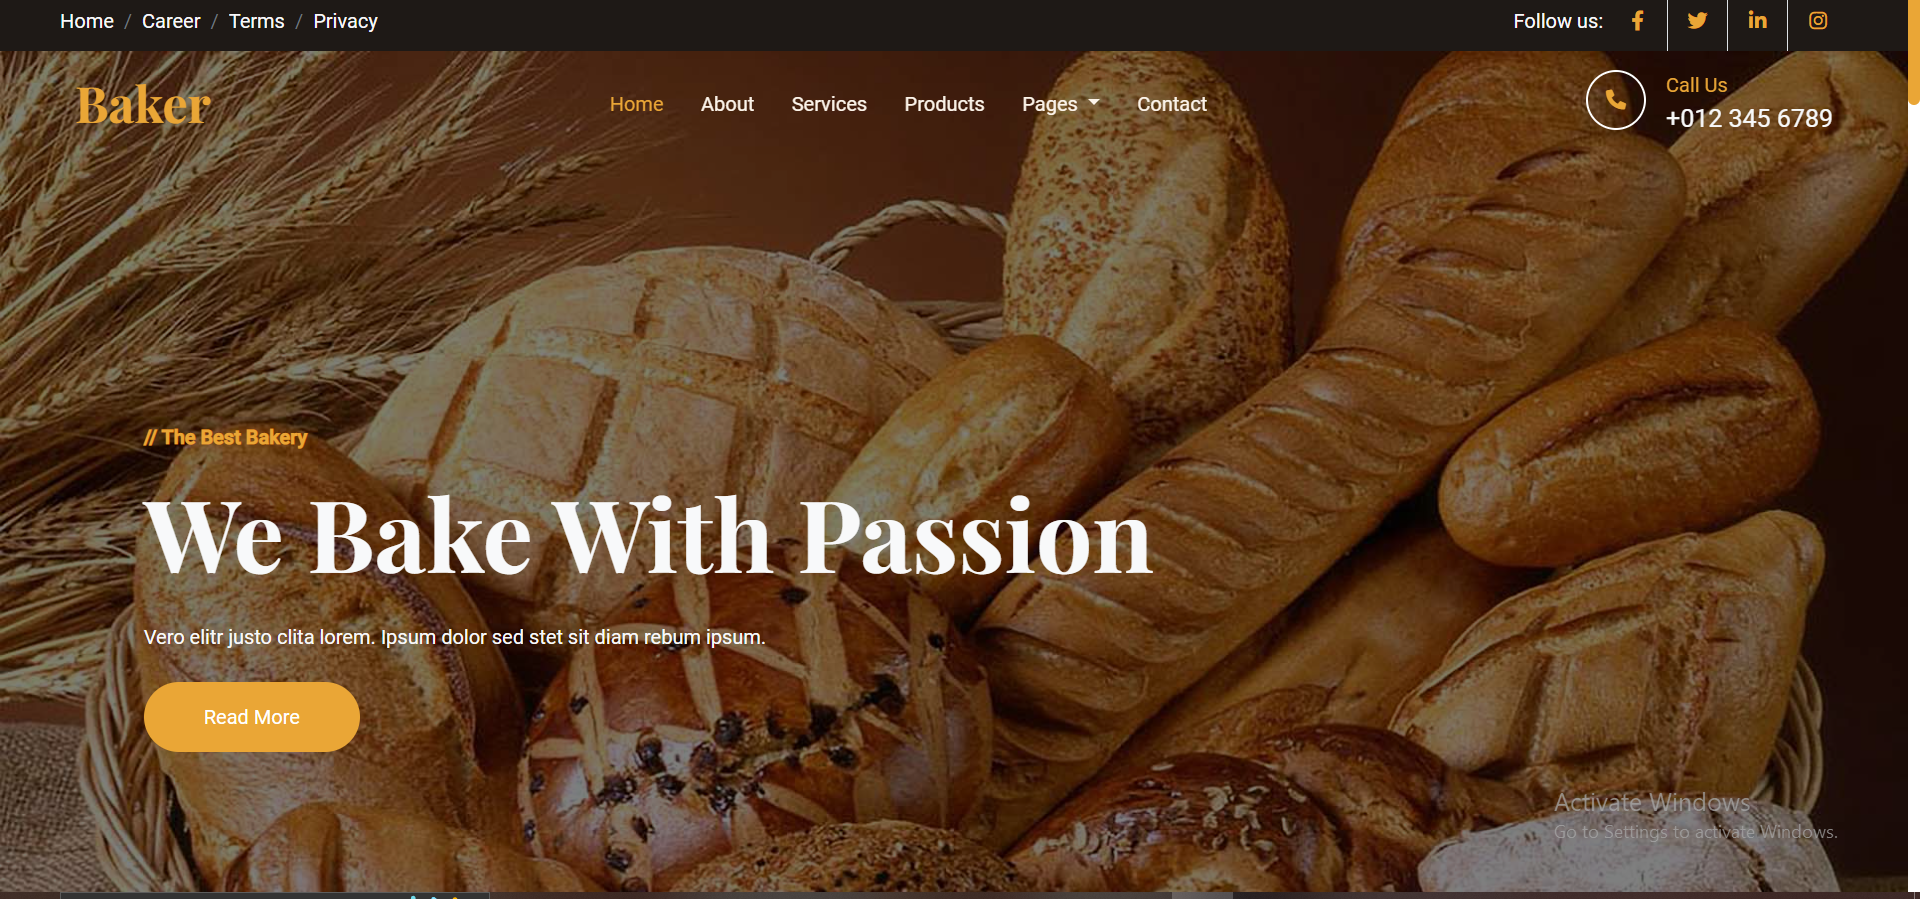 Home / Career / Terms / Privacy
Follow us:
Baker
Home About Services Products Pages Contact
Call Us
+012 345 6789
// The Best Bakery
We Bake With Passion
Vero elitr justo clita lorem. Ipsum dolor sed stet sit diam rebum ipsum.
Read More
Activate Windows
Go to Settings to activate Windows.